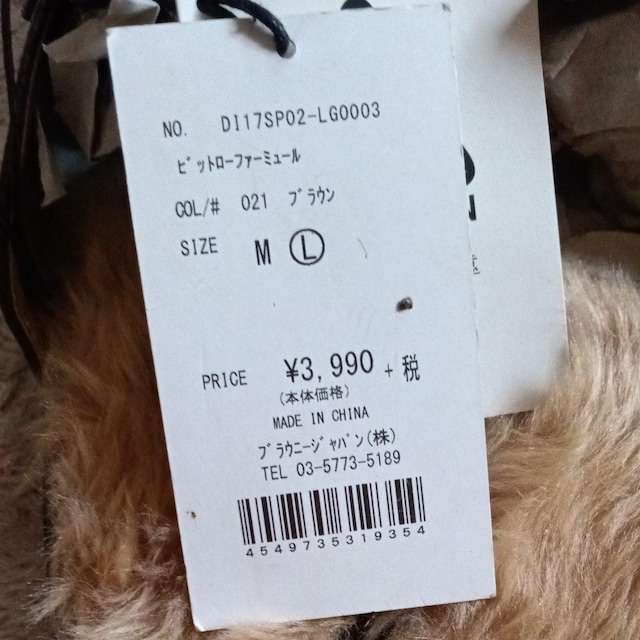 NO. DI17SP02-LG0003
ﾋﾞｯﾄﾛｰﾌｧｰﾐｭｰﾙ
COL/# 021 ﾌﾞﾗｳﾝ
SIZE M Ⓛ
PRICE ¥3,990 + 税
(本体価格)
MADE IN CHINA
ﾌﾞﾗｳﾆｰｼﾞｬﾊﾟﾝ(株)
TEL 03-5773-5189
4549735319354